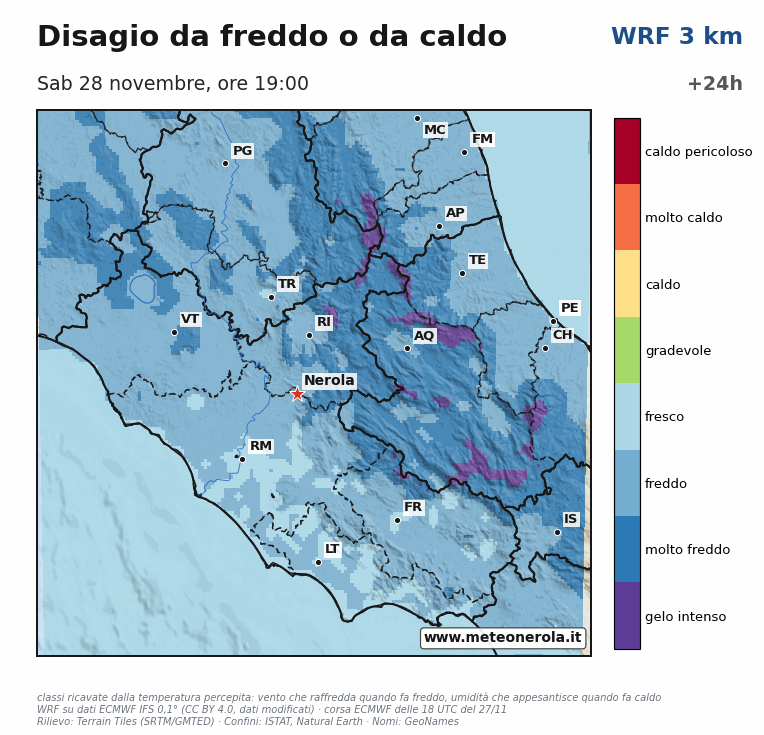 Disagio da freddo o da caldo
WRF 3 km
Sab 28 novembre, ore 19:00
+24h
MC
FM
PG
AP
TE
TR
PE
VT
RI
AQ
CH
Nerola
RM
FR
IS
LT
www.meteonerola.it
caldo pericoloso
molto caldo
caldo
gradevole
fresco
freddo
molto freddo
gelo intenso
classi ricavate dalla temperatura percepita: vento che raffredda quando fa freddo, umidità che appesantisce quando fa caldo
WRF su dati ECMWF IFS 0,1° (CC BY 4.0, dati modificati) · corsa ECMWF delle 18 UTC del 27/11
Rilievo: Terrain Tiles (SRTM/GMTED) · Confini: ISTAT, Natural Earth · Nomi: GeoNames